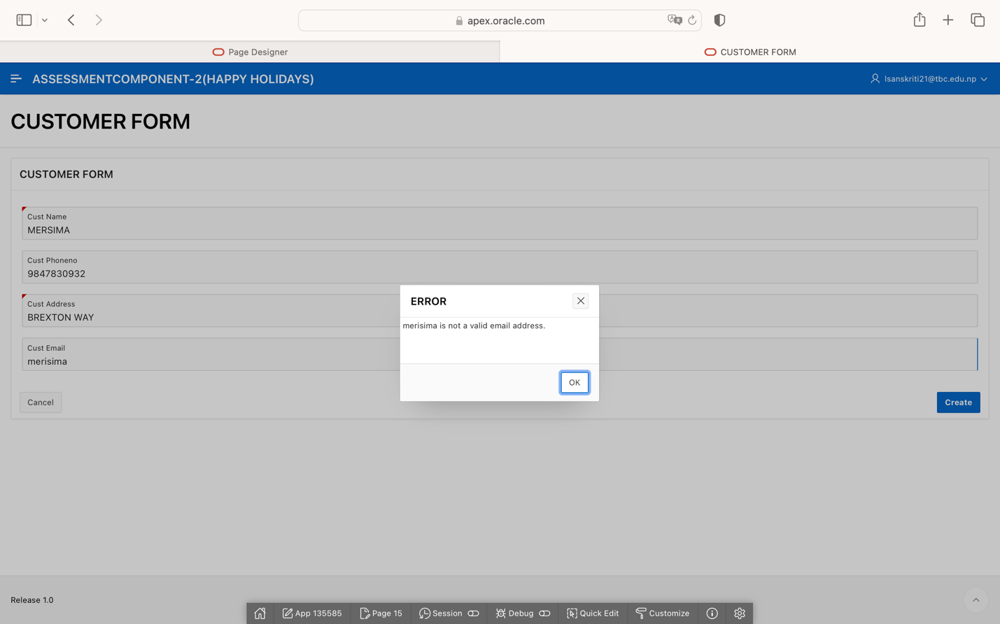 apex.oracle.com
Page Designer
CUSTOMER FORM
ASSESSMENTCOMPONENT-2(HAPPY HOLIDAYS)
lsanskriti21@tbc.edu.np
CUSTOMER FORM
CUSTOMER FORM
Cust Name
MERSIMA
Cust Phoneno
9847830932
Cust Address
BREXTON WAY
Cust Email
merisima
ERROR
merisima is not a valid email address.
OK
Cancel
Create
Release 1.0
App 135585
Page 15
Session
Debug
Quick Edit
Customize